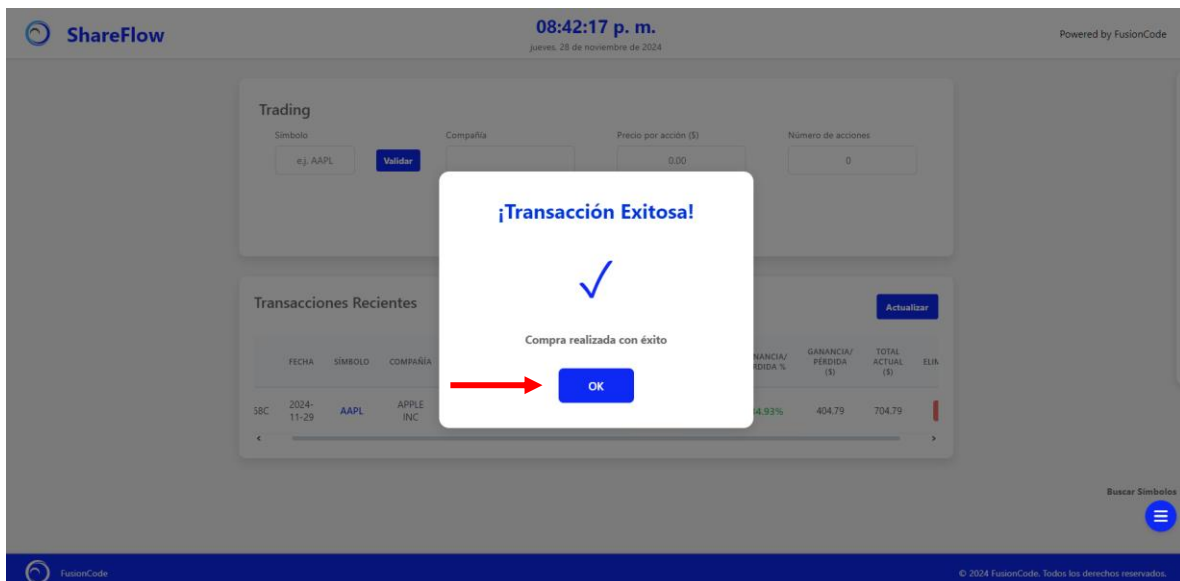 ShareFlow
08:42:17 p. m.
jueves, 28 de noviembre de 2024
Powered by FusionCode
Trading
Símbolo
Compañía
Precio por acción ($)
Número de acciones
ej. AAPL
Validar
0.00
0
¡Transacción Exitosa!
Compra realizada con éxito
OK
Transacciones Recientes
Actualizar
FECHA
SÍMBOLO
COMPAÑÍA
NANCIA/
RDIDA %
GANANCIA/
PÉRDIDA
($)
TOTAL
ACTUAL
($)
ELIM
2024-
11-29
AAPL
APPLE
INC
4.93%
404.79
704.79
Buscar Símbolos
FusionCode
© 2024 FusionCode. Todos los derechos reservados.